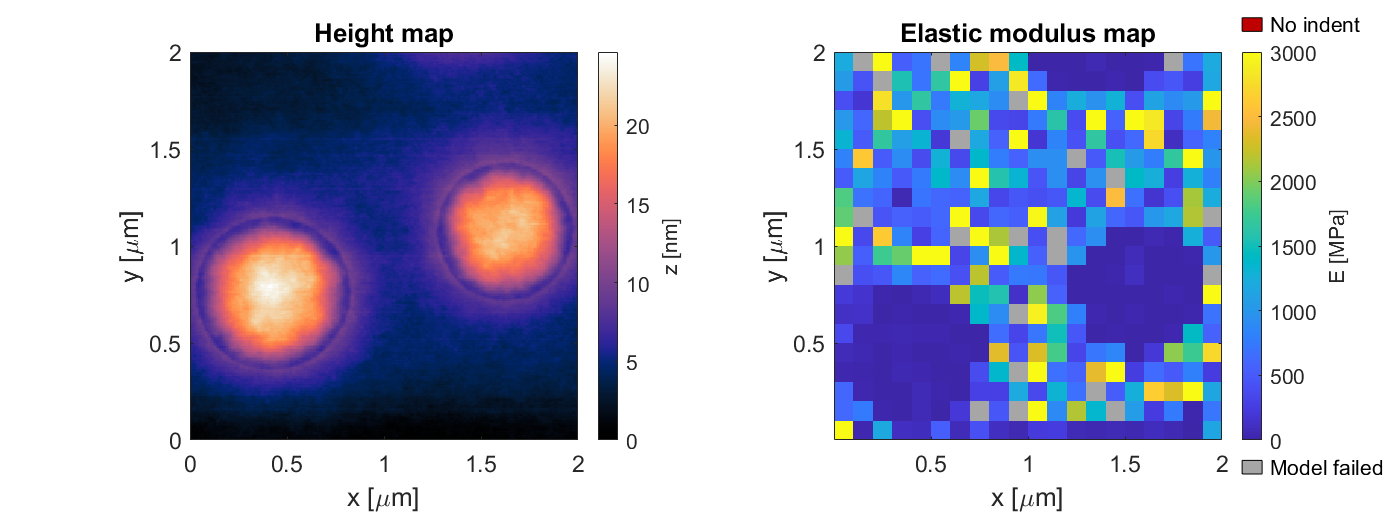 Height map
2
1.5
1
0.5
0
y [μm]
0 0.5 1 1.5 2
x [μm]
20
15
10
5
0
z [nm]
Elastic modulus map
2
1.5
1
0.5
y [μm]
0.5 1 1.5 2
x [μm]
No indent
3000
2500
2000
1500
1000
500
0
E [MPa]
Model failed